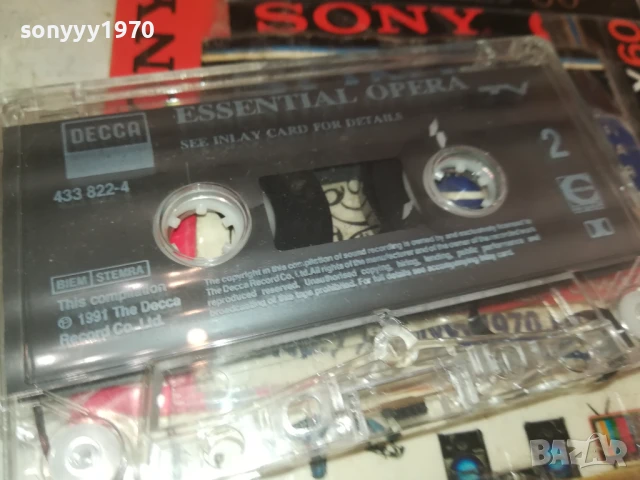 sonyyy1970
SONY
SONY
X 60
DECCA
ESSENTIAL OPERA
SEE INLAY CARD FOR DETAILS
433 822-4
2
BIEM STEMRA
This compilation
℗ 1991 The Decca
Record Co. Ltd.
The copyright in this compilation of sound recording is owned by and exclusively licensed to
The Decca Record Co. Ltd. All rights of the manufacturer and of the owner of the
reproduced reserved. Unauthorised copying, hiring, lending, public performance and
broadcasting of this tape prohibited. For full details see accompanying inlay card.
1970
BAZAR